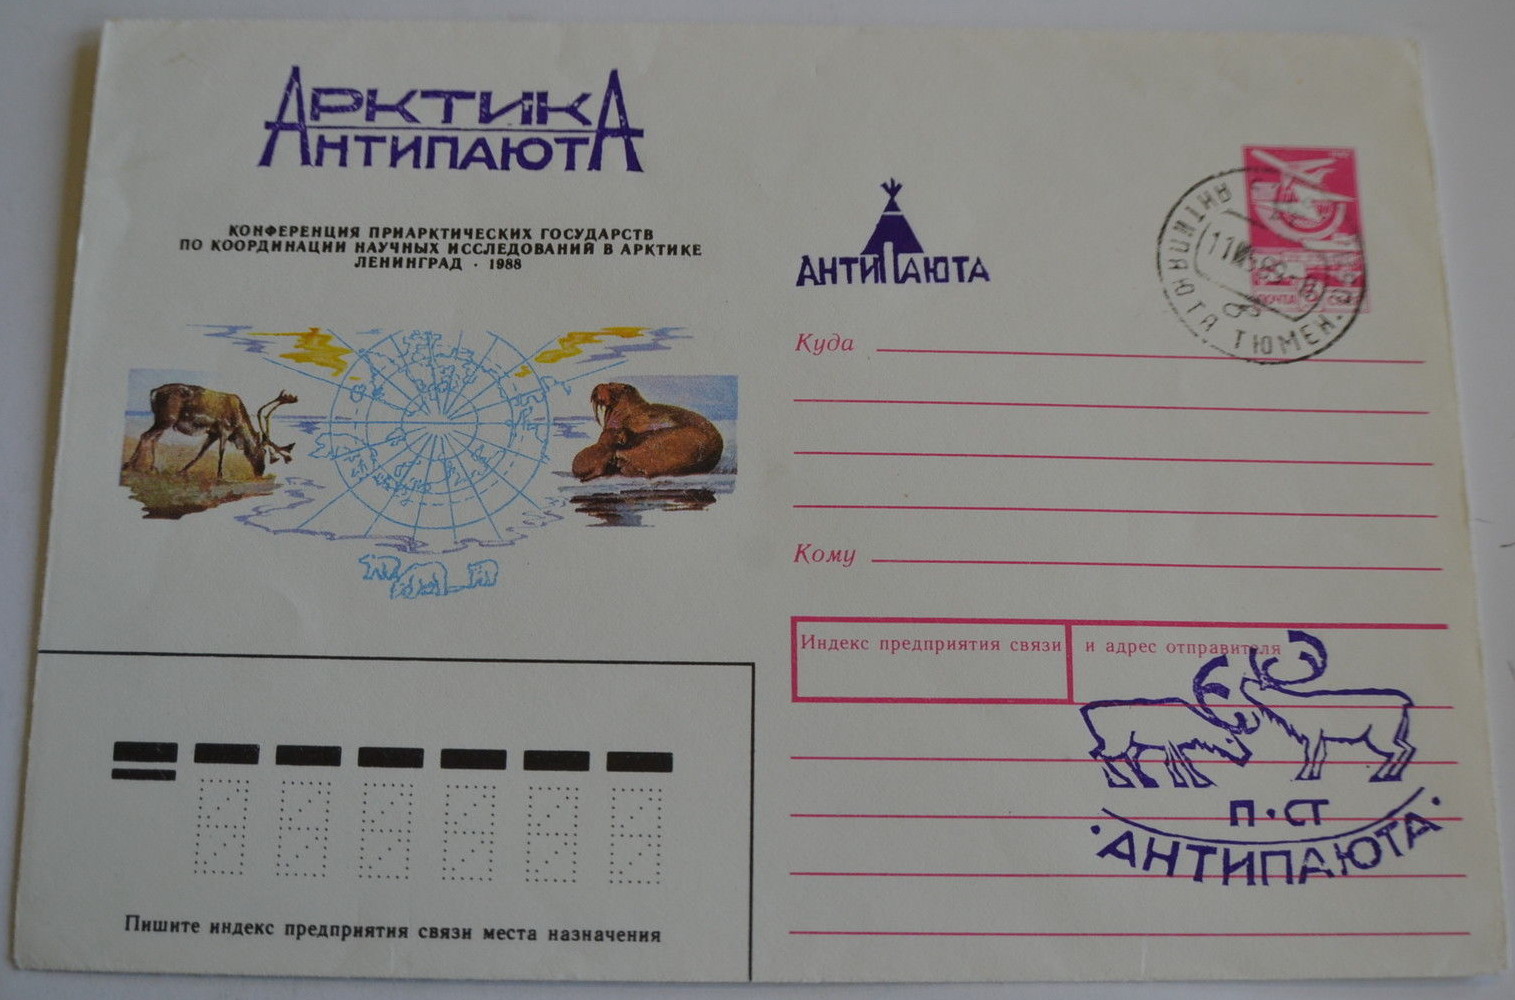 АРКТИКА
АНТИПАЮТА
КОНФЕРЕНЦИЯ ПРИАРКТИЧЕСКИХ ГОСУДАРСТВ
ПО КООРДИНАЦИИ НАУЧНЫХ ИССЛЕДОВАНИЙ В АРКТИКЕ
ЛЕНИНГРАД · 1988
АНТИПАЮТА
АНТИПАЮТА ТЮМЕН.
ПОЧТА
Куда
Кому
Индекс предприятия связи и адрес отправителя
П·СТ
·АНТИПАЮТА·
Пишите индекс предприятия связи места назначения